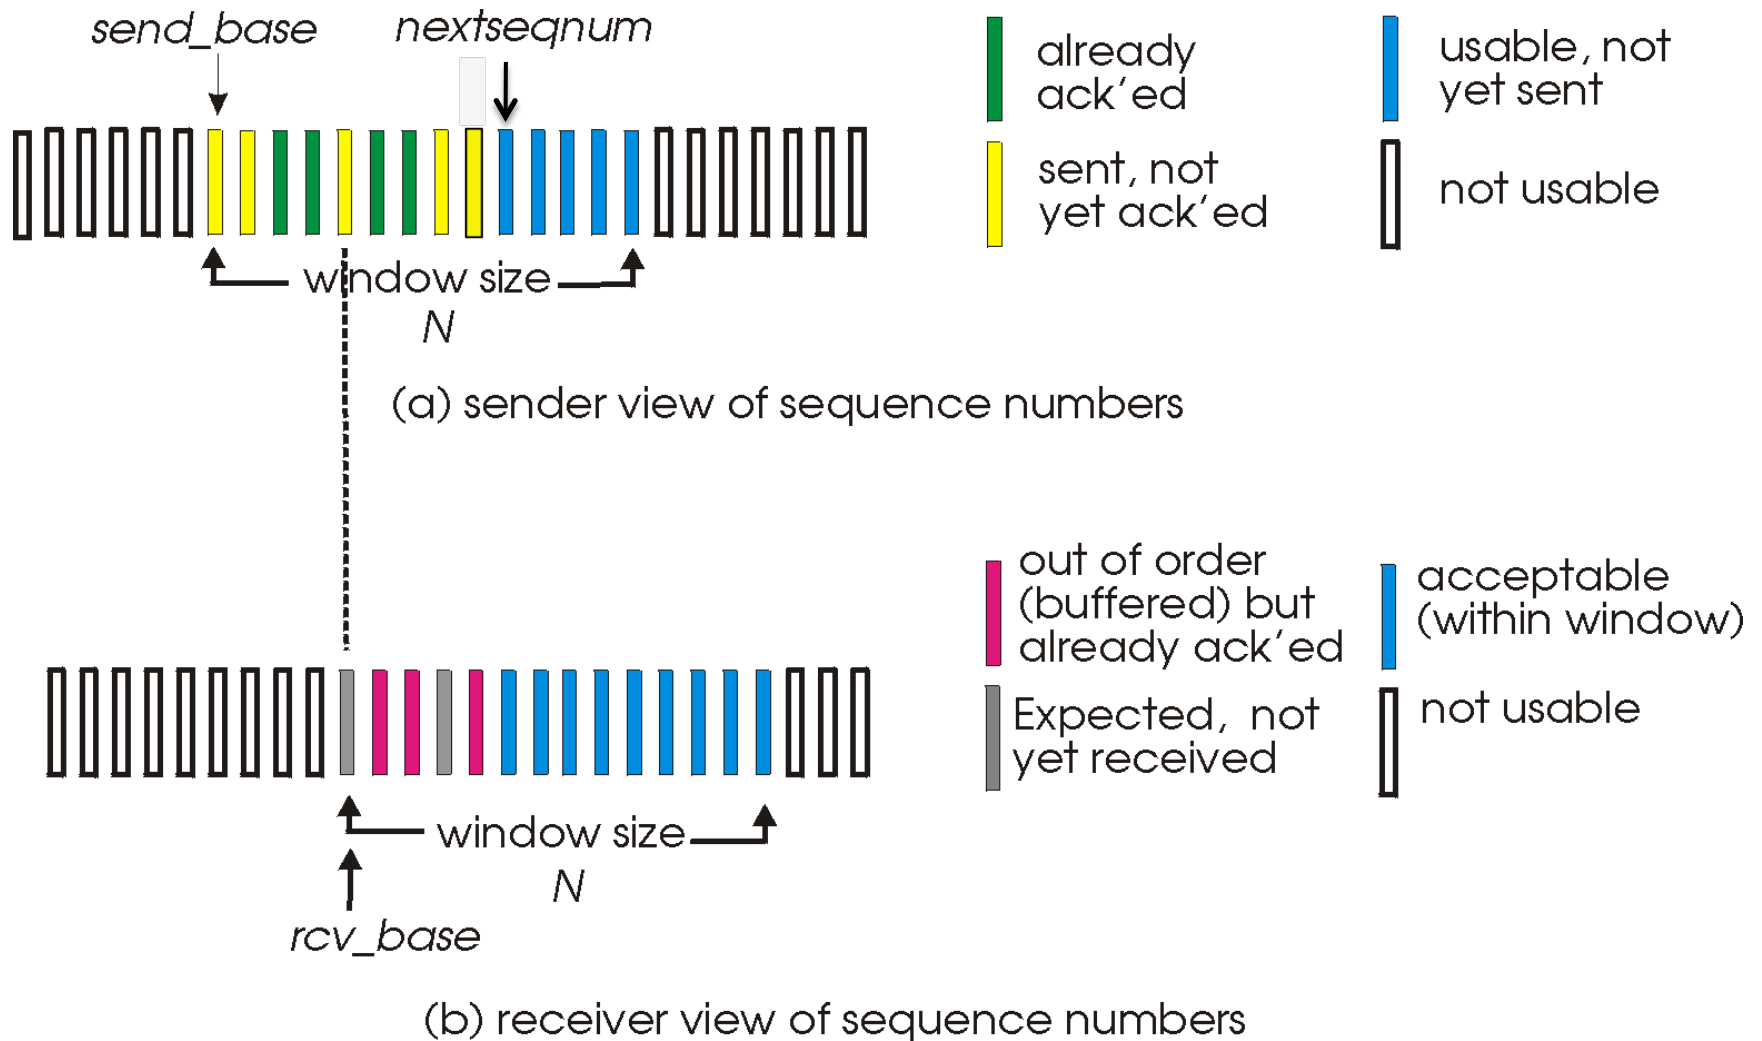 send_base
nextseqnum
already
ack'ed
usable, not
yet sent
sent, not
yet ack'ed
not usable
window size
N
(a) sender view of sequence numbers
out of order
(buffered) but
already ack'ed
acceptable
(within window)
Expected, not
yet received
not usable
window size
N
rcv_base
(b) receiver view of sequence numbers